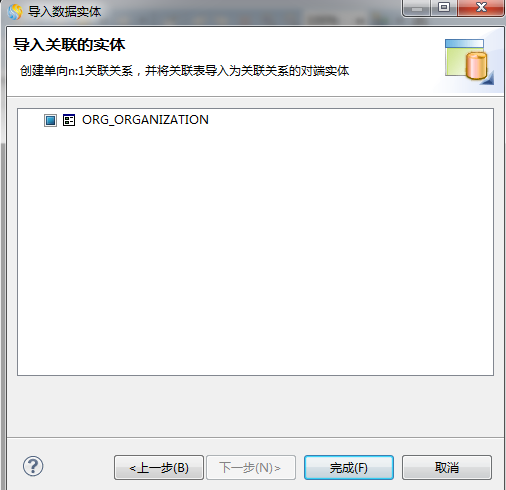 导入数据实体
导入关联的实体
创建单向n:1关联关系，并将关联表导入为关联关系的对端实体
ORG_ORGANIZATION
<上一步(B) 下一步(N)> 完成(F) 取消